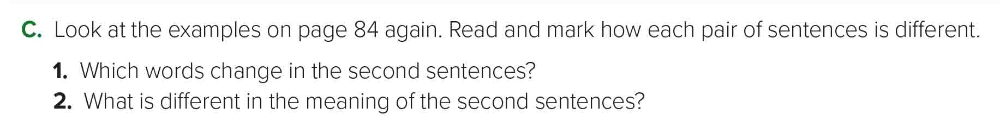 C. Look at the examples on page 84 again. Read and mark how each pair of sentences is different.
1. Which words change in the second sentences?
2. What is different in the meaning of the second sentences?